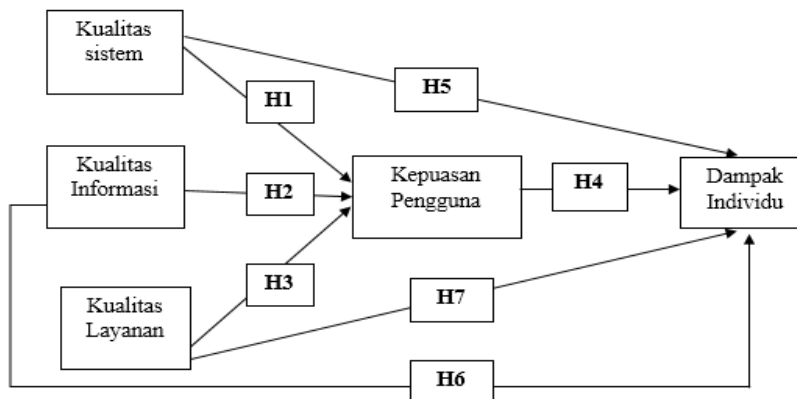 Kualitas
sistem
H5
H1
Kualitas
Informasi
H2
Kepuasan
Pengguna
H4
Dampak
Individu
H3
Kualitas
Layanan
H7
H6